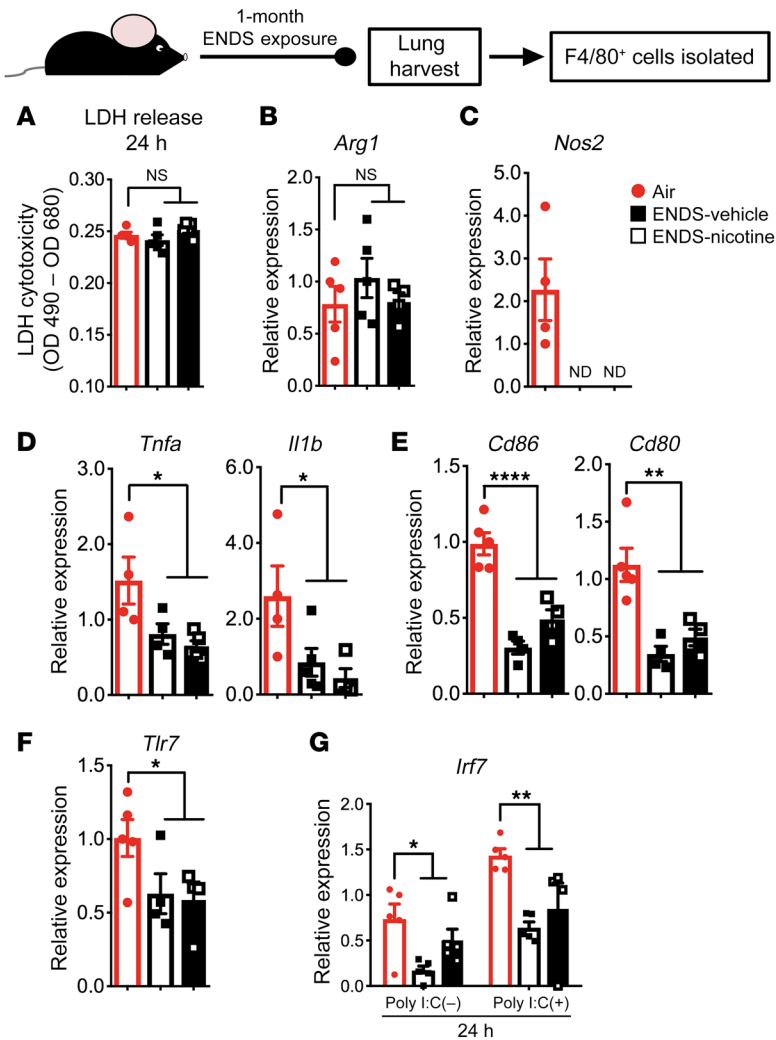 1-month
ENDS exposure
Lung
harvest
F4/80⁺ cells isolated
A
LDH release
24 h
LDH cytotoxicity
(OD 490 – OD 680)
0.30
0.25
0.20
0.15
0.10
NS
B
Arg1
Relative expression
2.0
1.5
1.0
0.5
0.0
NS
C
Nos2
Relative expression
5.0
4.0
3.0
2.0
1.0
0.0
ND ND
Air
ENDS-vehicle
ENDS-nicotine
D
Tnfa
Relative expression
3.0
1.5
1.0
0.0
*
Il1b
6.0
4.0
2.0
0.0
*
E
Cd86
Relative expression
1.5
1.0
0.5
0.0
****
Cd80
2.0
1.5
1.0
0.5
0.0
**
F
Tlr7
Relative expression
1.5
1.0
0.5
0.0
*
G
Irf7
Relative expression
2.0
1.5
1.0
0.5
0.0
*
**
Poly I:C(–) Poly I:C(+)
24 h